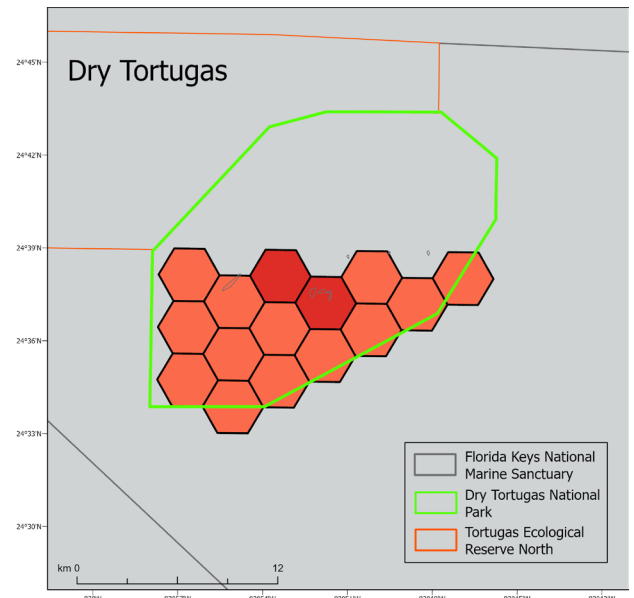 24°45'N
Dry Tortugas
24°42'N
24°39'N
24°36'N
24°33'N
24°30'N
Florida Keys National
Marine Sanctuary
Dry Tortugas National
Park
Tortugas Ecological
Reserve North
km 0
12